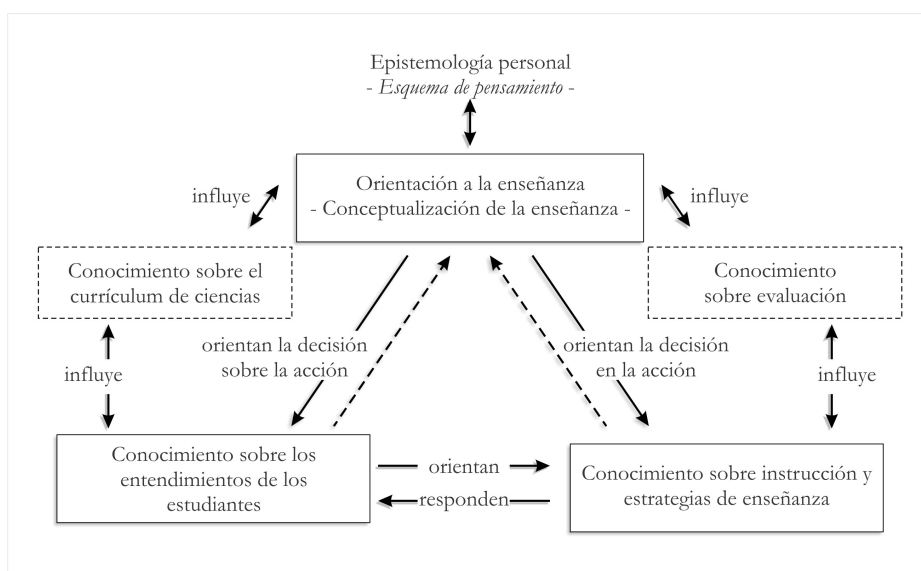 Epistemología personal
- Esquema de pensamiento -
influye
Orientación a la enseñanza
- Conceptualización de la enseñanza -
influye
Conocimiento sobre el
currículum de ciencias
Conocimiento
sobre evaluación
influye
orientan la decisión
sobre la acción
orientan la decisión
en la acción
influye
Conocimiento sobre los
entendimientos de los
estudiantes
orientan
responden
Conocimiento sobre instrucción y
estrategias de enseñanza